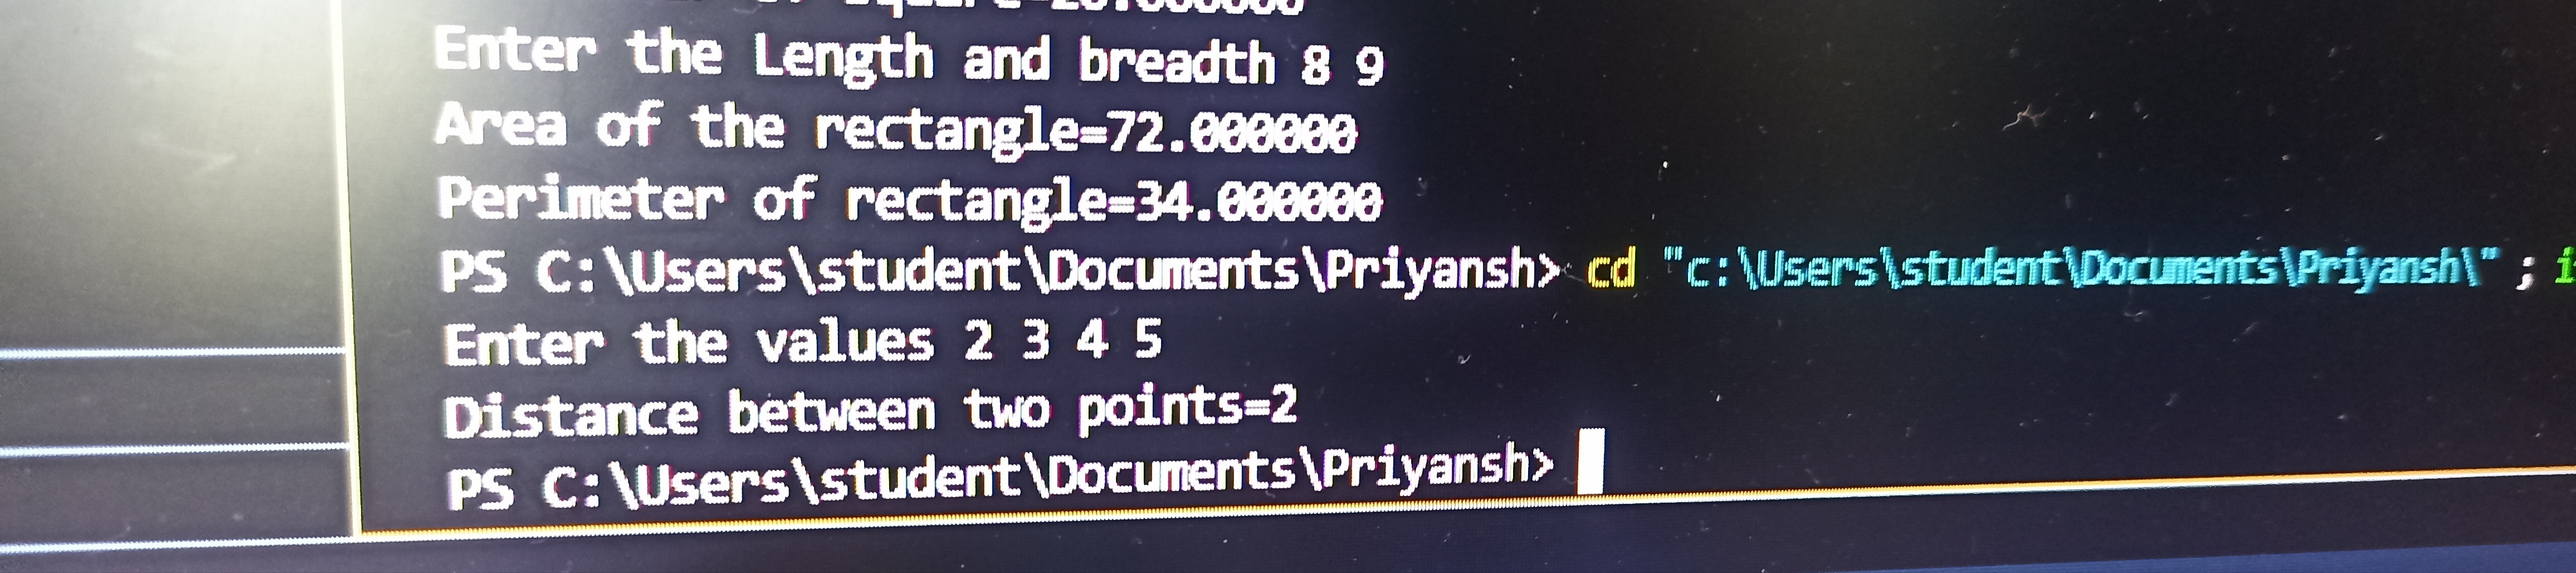 Enter the Length and breadth 8 9
Area of the rectangle=72.000000
Perimeter of rectangle=34.000000
PS C:\Users\student\Documents\Priyansh> cd "c:\Users\student\Documents\Priyansh\" ; i
Enter the values 2 3 4 5
Distance between two points=2
PS C:\Users\student\Documents\Priyansh>